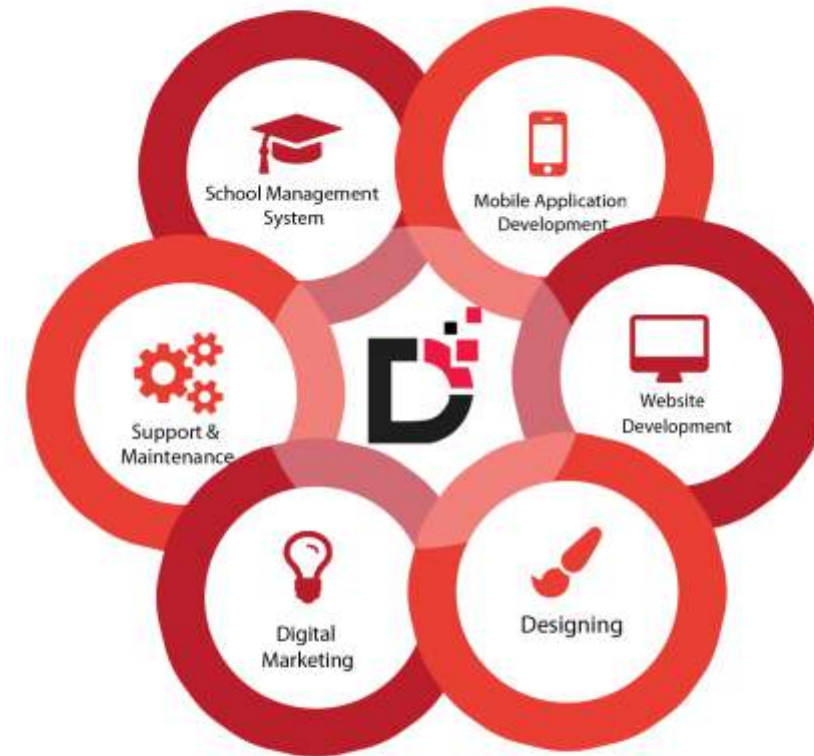 School Management
System
Mobile Application
Development
Support &
Maintenance
D
Website
Development
Digital
Marketing
Designing